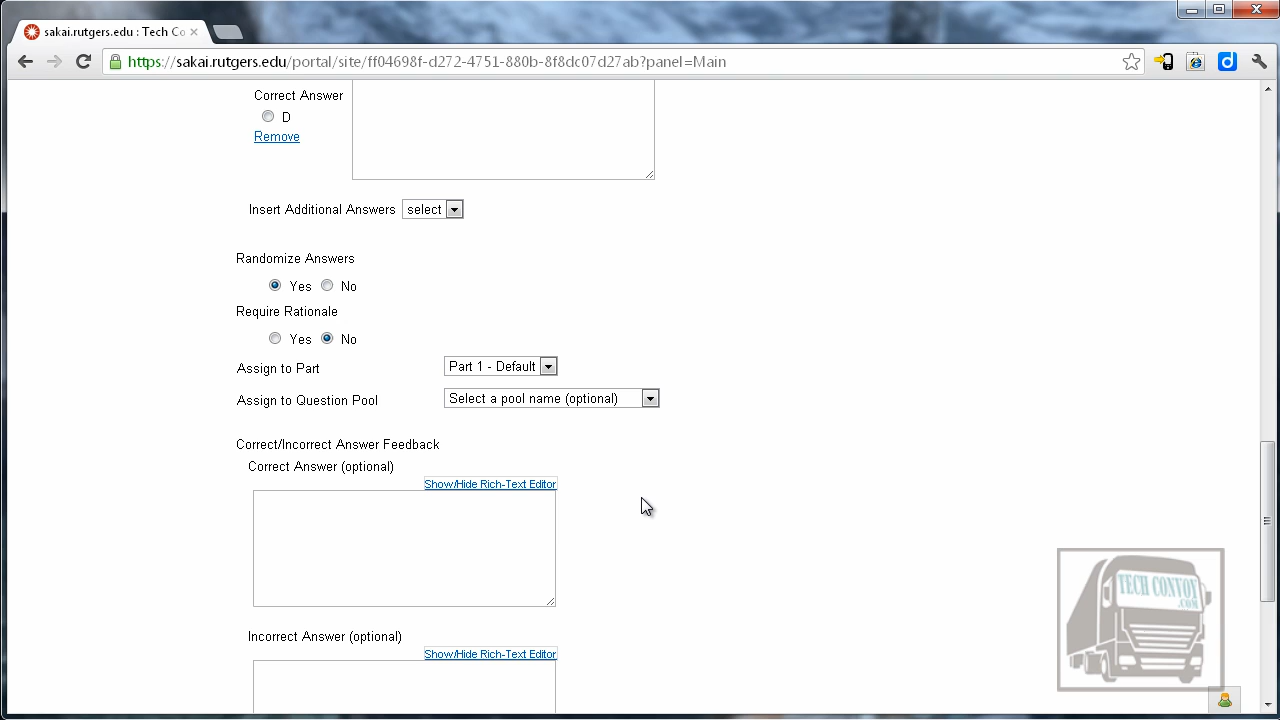 sakai.rutgers.edu : Tech Co
https://sakai.rutgers.edu/portal/site/ff04698f-d272-4751-880b-8f8dc07d27ab?panel=Main
Correct Answer
D
Remove
Insert Additional Answers select
Randomize Answers
Yes No
Require Rationale
Yes No
Assign to Part Part 1 - Default
Assign to Question Pool Select a pool name (optional)
Correct/Incorrect Answer Feedback
Correct Answer (optional)
Show/Hide Rich-Text Editor
Incorrect Answer (optional)
Show/Hide Rich-Text Editor
TECH CONVOY
.COM